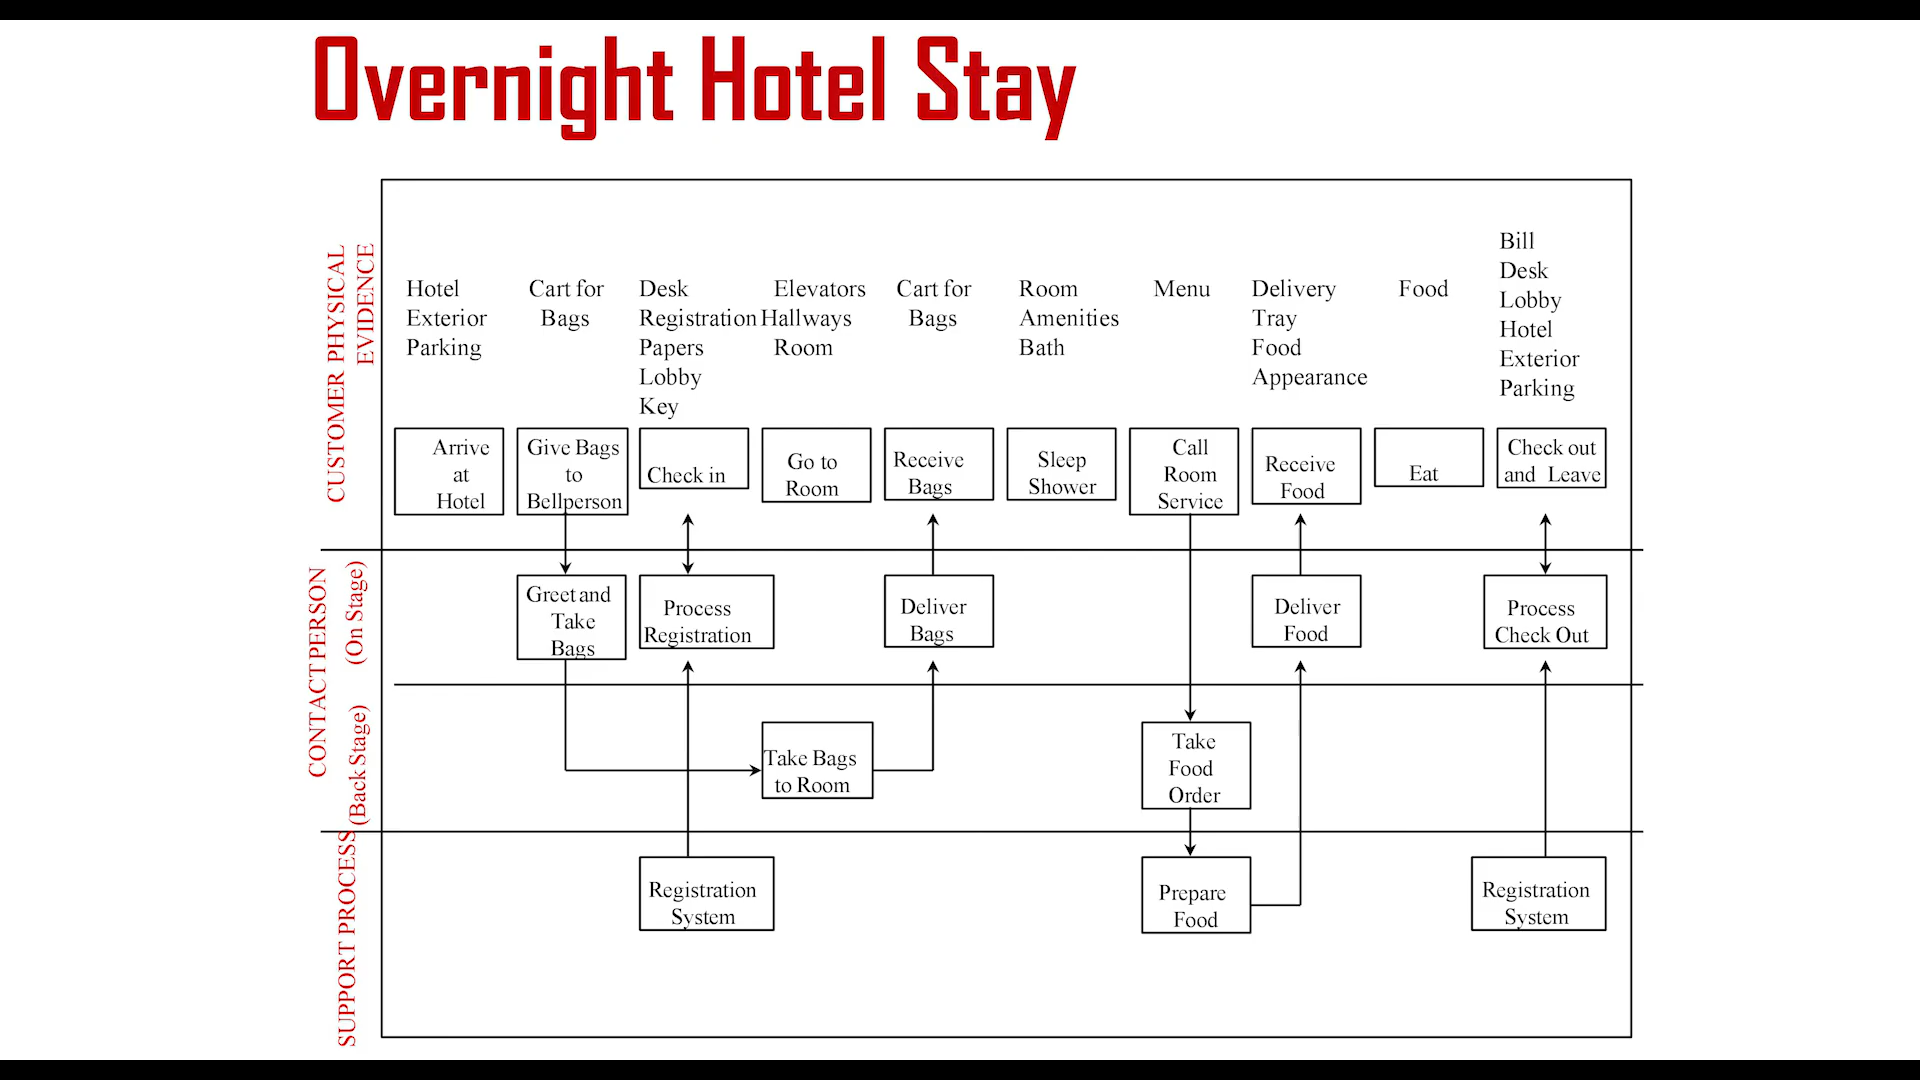 Overnight Hotel Stay
CUSTOMER PHYSICAL
EVIDENCE
Hotel
Exterior
Parking
Cart for
Bags
Desk
Registration
Papers
Lobby
Key
Elevators
Hallways
Room
Cart for
Bags
Room
Amenities
Bath
Menu
Delivery
Tray
Food
Appearance
Food
Bill
Desk
Lobby
Hotel
Exterior
Parking
Arrive
at
Hotel
Give Bags
to
Bellperson
Check in
Go to
Room
Receive
Bags
Sleep
Shower
Call
Room
Service
Receive
Food
Eat
Check out
and Leave
CONTACT PERSON
(On Stage)
Greet and
Take
Bags
Process
Registration
Deliver
Bags
Deliver
Food
Process
Check Out
(Back Stage)
Take Bags
to Room
Take
Food
Order
SUPPORT PROCESS
Registration
System
Prepare
Food
Registration
System